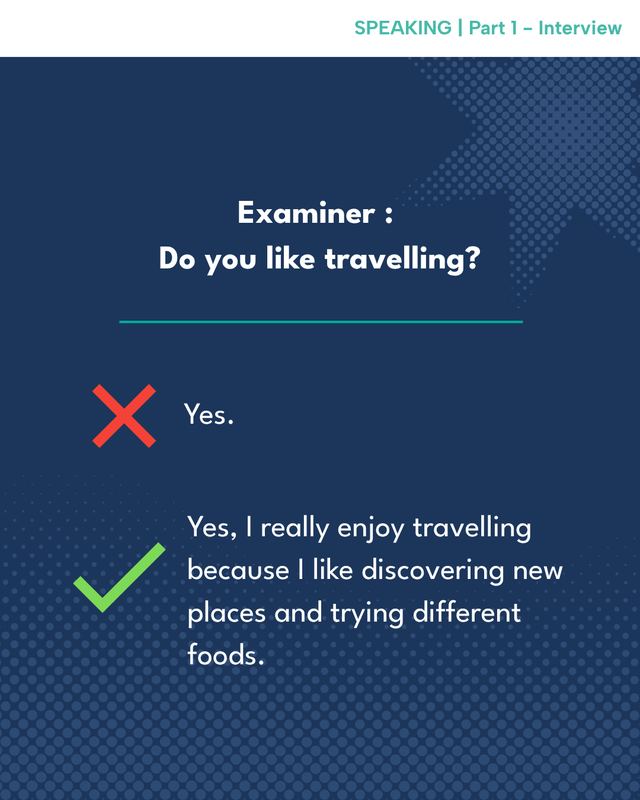 SPEAKING | Part 1 - Interview
Examiner :
Do you like travelling?
Yes.
Yes, I really enjoy travelling
because I like discovering new
places and trying different
foods.